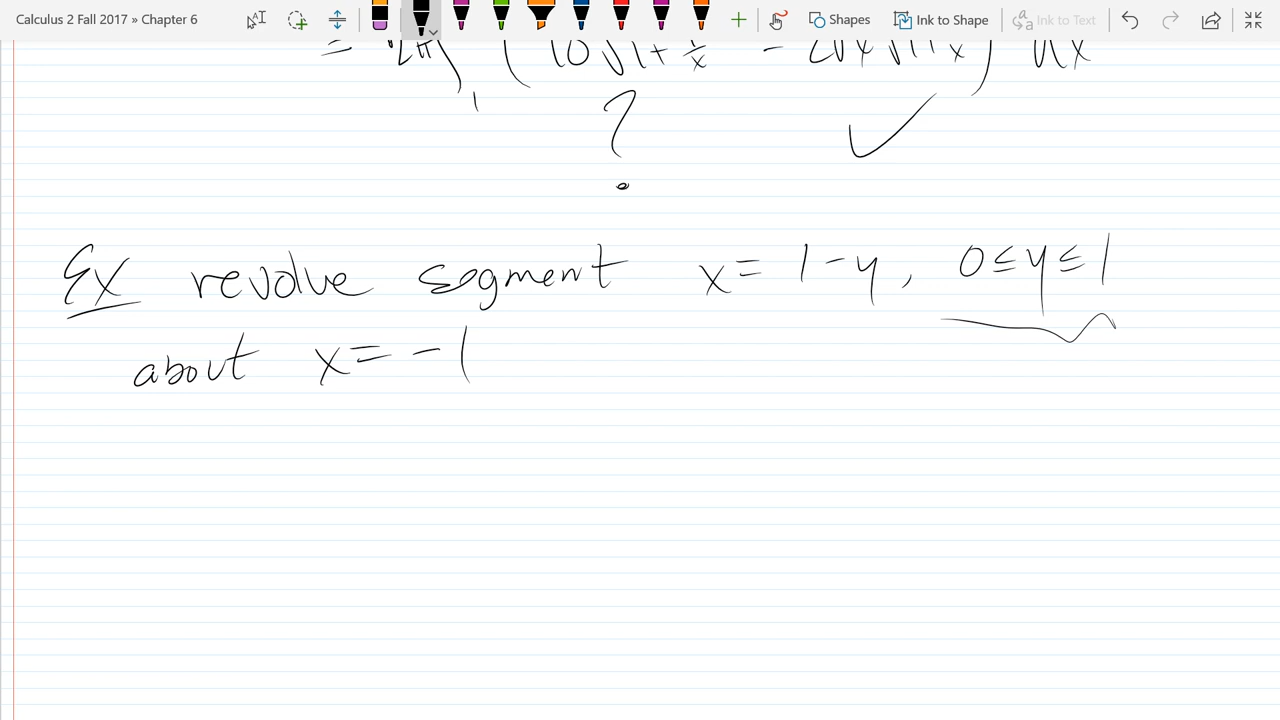 Calculus 2 Fall 2017 » Chapter 6 Shapes Ink to Shape Ink to Text
?
Ex revolve segment x = 1 - y, 0 ≤ y ≤ 1
about x = -1